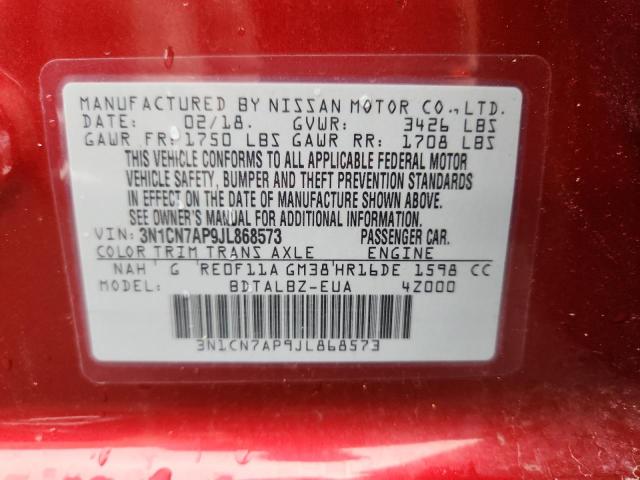 MANUFACTURED BY NISSAN MOTOR CO.,LTD.
DATE: 02/18. GVWR: 3426 LBS
GAWR FR: 1750 LBS GAWR RR: 1708 LBS
THIS VEHICLE CONFORMS TO ALL APPLICABLE FEDERAL MOTOR
VEHICLE SAFETY, BUMPER AND THEFT PREVENTION STANDARDS
IN EFFECT ON THE DATE OF MANUFACTURE SHOWN ABOVE.
SEE OWNER'S MANUAL FOR ADDITIONAL INFORMATION.
VIN: 3N1CN7AP9JL868573 PASSENGER CAR.
COLOR TRIM TRANS AXLE ENGINE
NAH G RE0F11A GM38 HR16DE 1598 CC
MODEL: BDTALBZ-EUA 4Z000
3N1CN7AP9JL868573